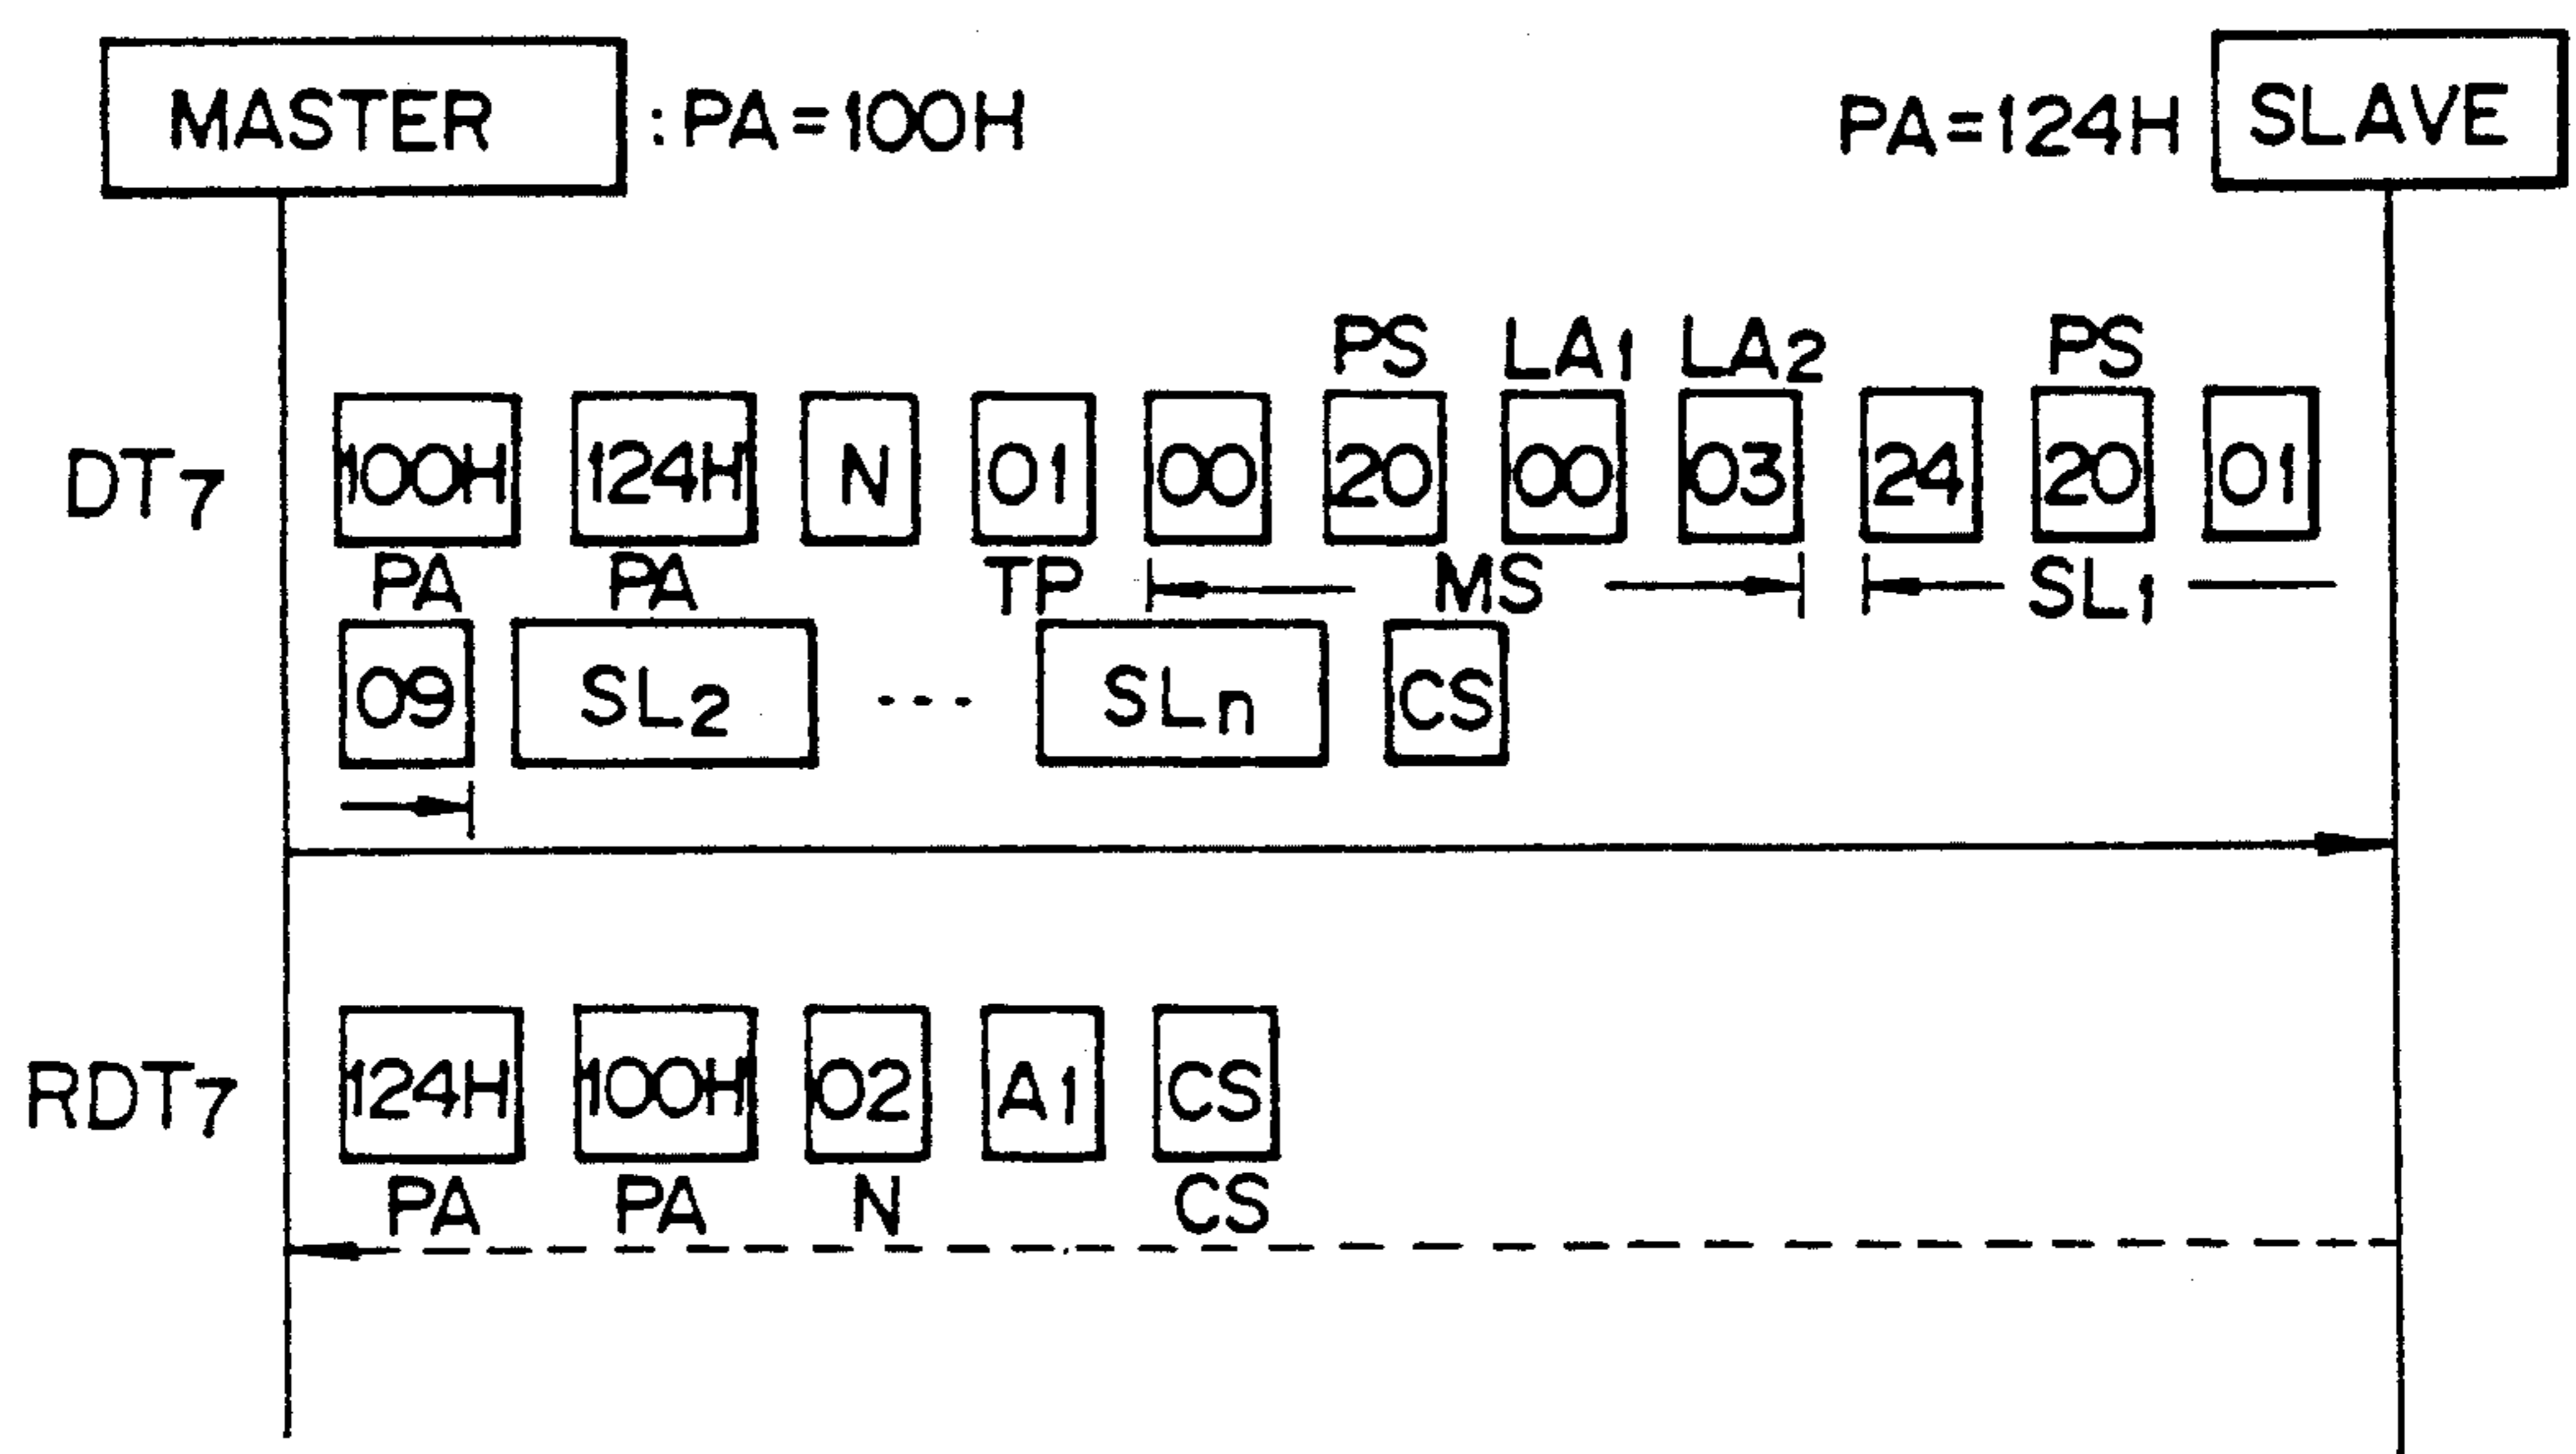 MASTER :PA=100H PA=124H SLAVE
PS LA1 LA2 PS
DT7 100H 124H N 01 00 20 00 03 24 20 01
PA PA TP MS SL1
09 SL2 --- SLn CS
RDT7 124H 100H 02 A1 CS
PA PA N CS